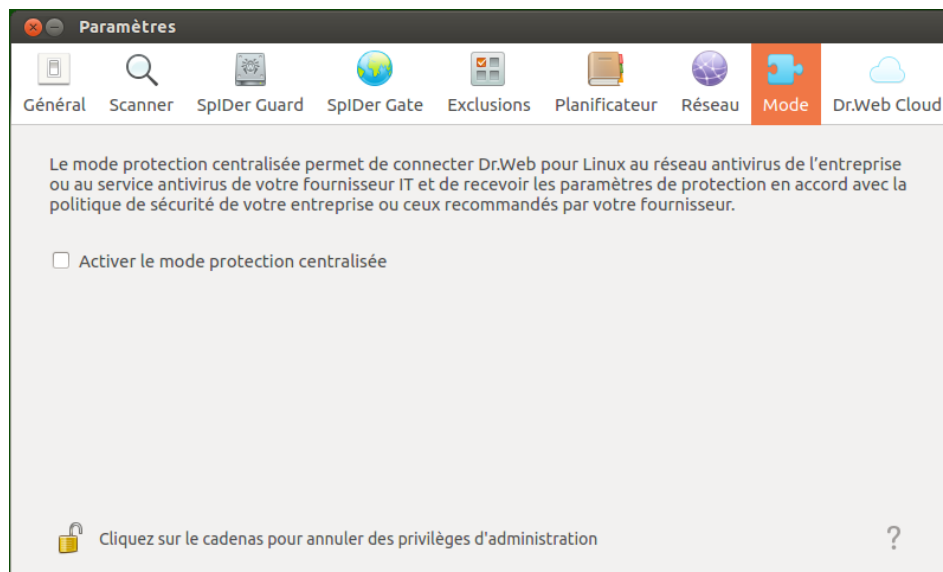 Paramètres
Général Scanner SpIDer Guard SpIDer Gate Exclusions Planificateur Réseau Mode Dr.Web Cloud
Le mode protection centralisée permet de connecter Dr.Web pour Linux au réseau antivirus de l'entreprise
ou au service antivirus de votre fournisseur IT et de recevoir les paramètres de protection en accord avec la
politique de sécurité de votre entreprise ou ceux recommandés par votre fournisseur.
Activer le mode protection centralisée
Cliquez sur le cadenas pour annuler des privilèges d'administration ?